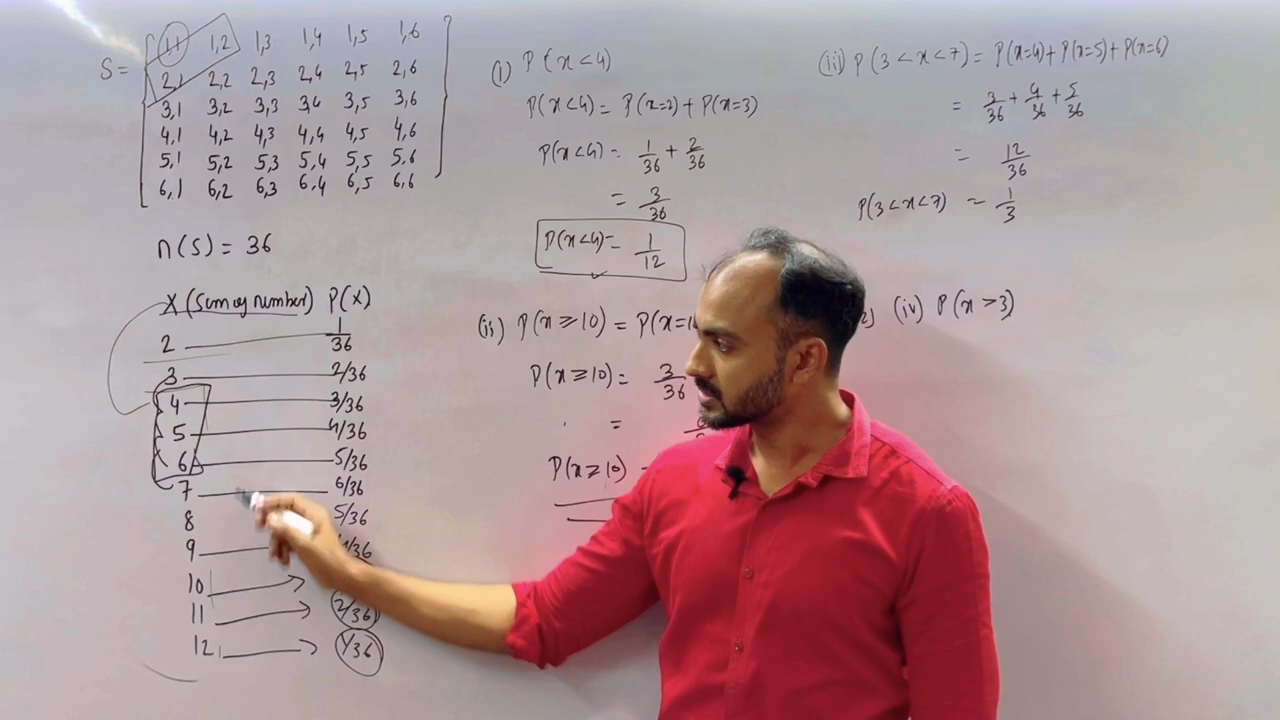 S = [ 1,1 1,2 1,3 1,4 1,5 1,6
2,1 2,2 2,3 2,4 2,5 2,6
3,1 3,2 3,3 3,4 3,5 3,6
4,1 4,2 4,3 4,4 4,5 4,6
5,1 5,2 5,3 5,4 5,5 5,6
6,1 6,2 6,3 6,4 6,5 6,6 ]
n(S) = 36
X (Sum of number) P(X)
2 1/36
3 2/36
4 3/36
5 4/36
6 5/36
7 6/36
8 5/36
9 /36
10
11 2/36
12 1/36
(i) P(x<4)
P(x<4) = P(x=2) + P(x=3)
P(x<4) = 1/36 + 2/36
= 3/36
P(x<4) = 1/12
(ii) P(x≥10) = P(x=1
P(x≥10) = 3/36
=
P(x≥10) -
(iii) P(3<x<7) = P(x=4) + P(x=5) + P(x=6)
= 3/36 + 4/36 + 5/36
= 12/36
P(3<x<7) = 1/3
(iv) P(x>3)